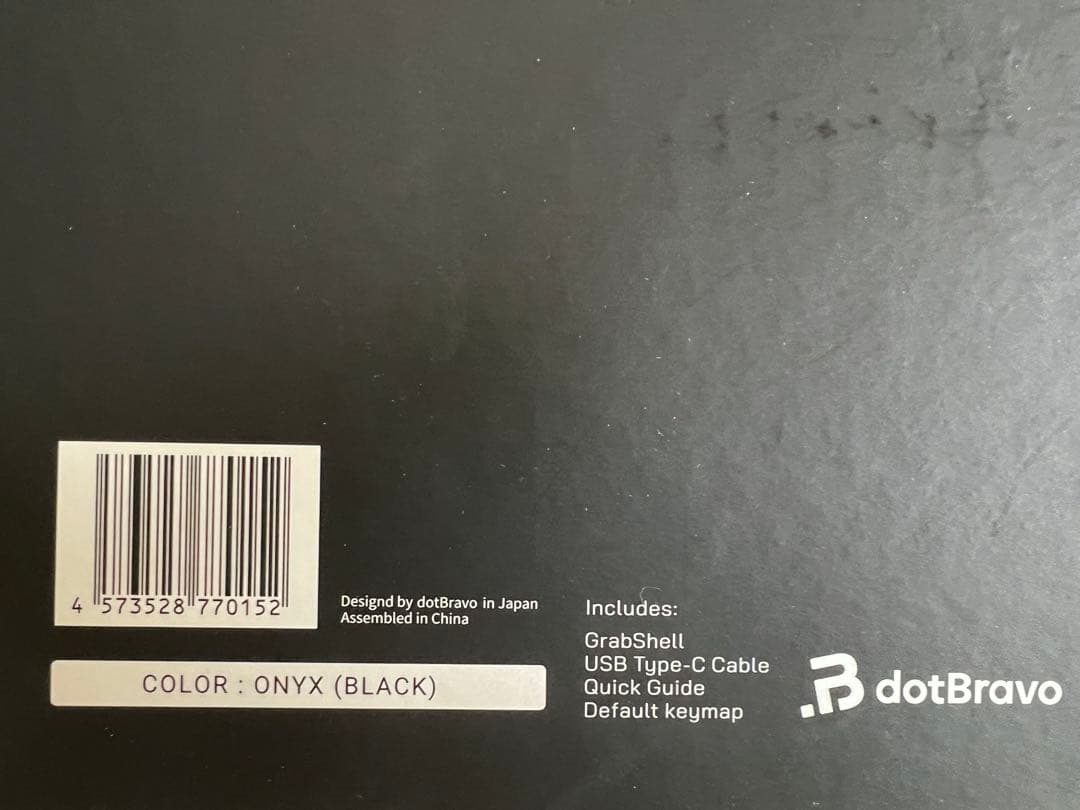 4 573528 770152
Designd by dotBravo in Japan
Assembled in China
COLOR : ONYX (BLACK)
Includes:
GrabShell
USB Type-C Cable
Quick Guide
Default keymap
.B dotBravo